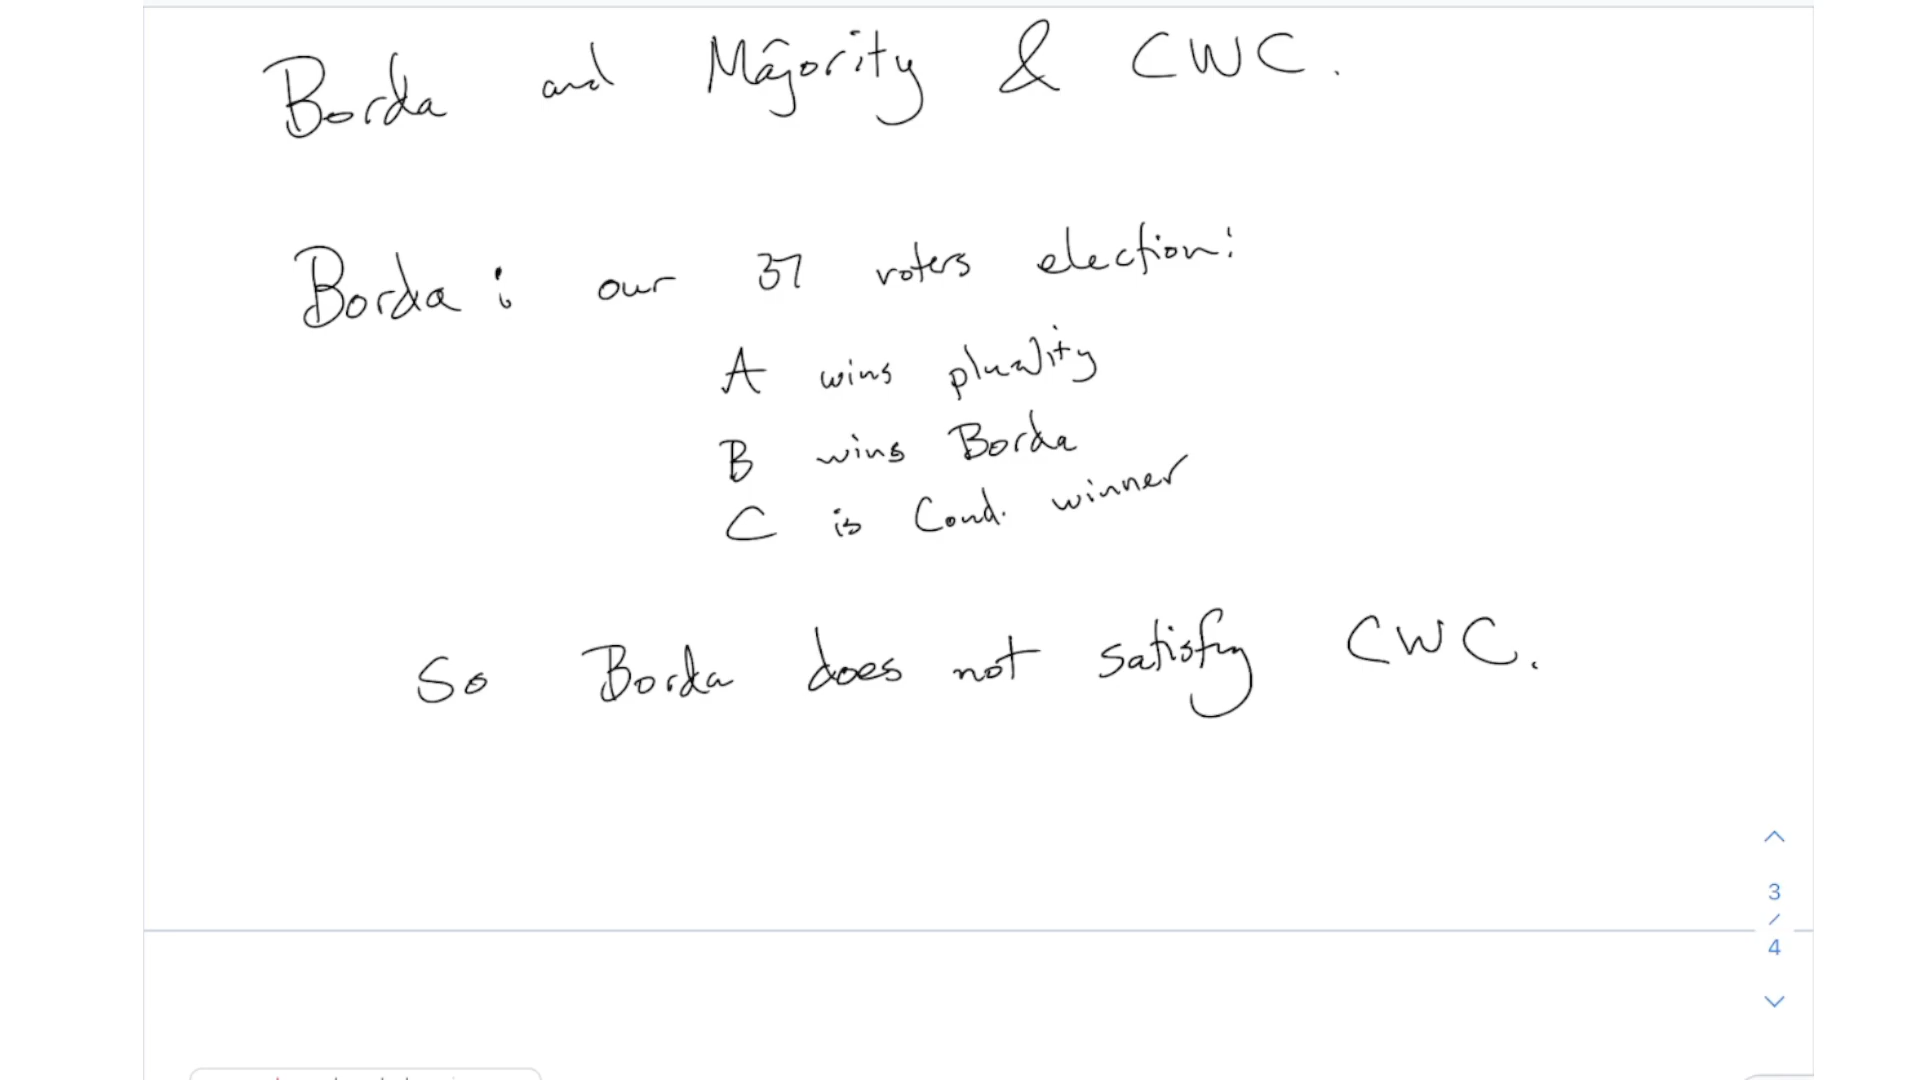 Borda and Majority & CWC.
Borda: our 37 voters election:
A wins plurality
B wins Borda
C is Cond. winner
So Borda does not satisfy CWC.
3
/
4